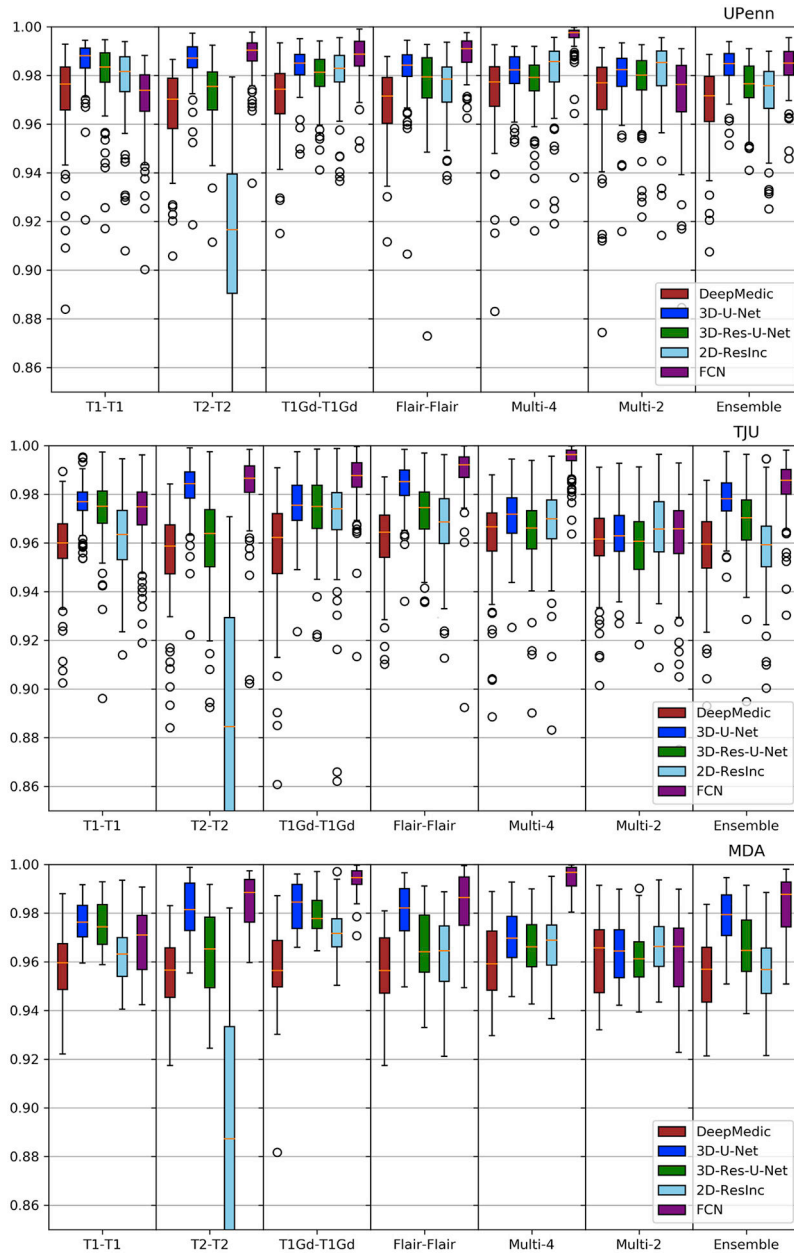 UPenn
1.00
0.98
0.96
0.94
0.92
0.90
0.88
0.86
DeepMedic
3D-U-Net
3D-Res-U-Net
2D-ResInc
FCN
T1-T1 T2-T2 T1Gd-T1Gd Flair-Flair Multi-4 Multi-2 Ensemble
TJU
1.00
0.98
0.96
0.94
0.92
0.90
0.88
0.86
DeepMedic
3D-U-Net
3D-Res-U-Net
2D-ResInc
FCN
T1-T1 T2-T2 T1Gd-T1Gd Flair-Flair Multi-4 Multi-2 Ensemble
MDA
1.00
0.98
0.96
0.94
0.92
0.90
0.88
0.86
DeepMedic
3D-U-Net
3D-Res-U-Net
2D-ResInc
FCN
T1-T1 T2-T2 T1Gd-T1Gd Flair-Flair Multi-4 Multi-2 Ensemble